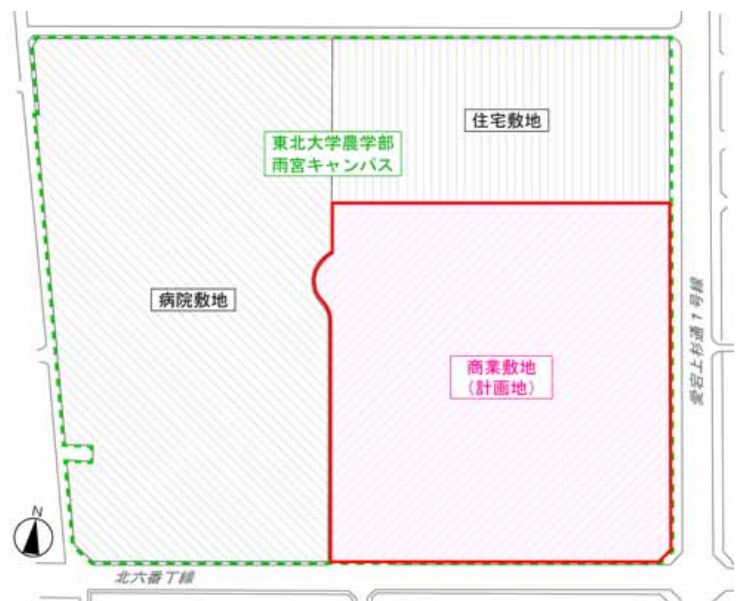 住宅敷地
東北大学農学部
雨宮キャンパス
病院敷地
商業敷地
（計画地）
愛宕上杉通１号線
N
北六番丁線